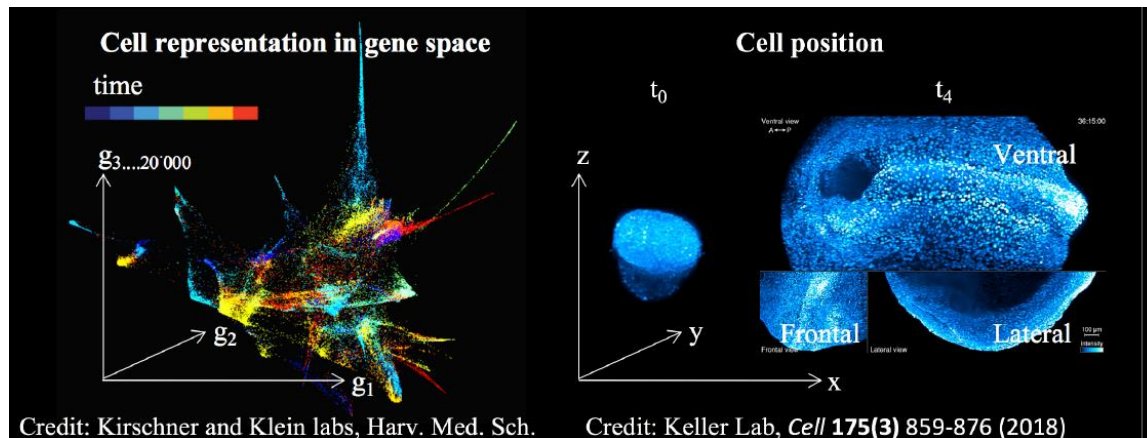 Cell representation in gene space
time
g3....20'000
g2
g1
Credit: Kirschner and Klein labs, Harv. Med. Sch.
Cell position
t0
t4
Ventral view
A ⟷ P
36:15:00
Ventral
z
y
x
Frontal
Frontal view
Lateral
Lateral view
100 µm
Intensity
Credit: Keller Lab, Cell 175(3) 859-876 (2018)